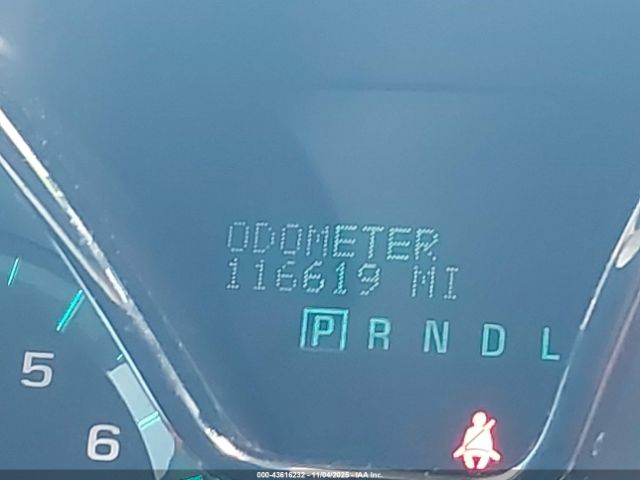 ODOMETER
116619 MI
P R N D L
5
6
000-43616232 - 11/04/2025 - IAA Inc.